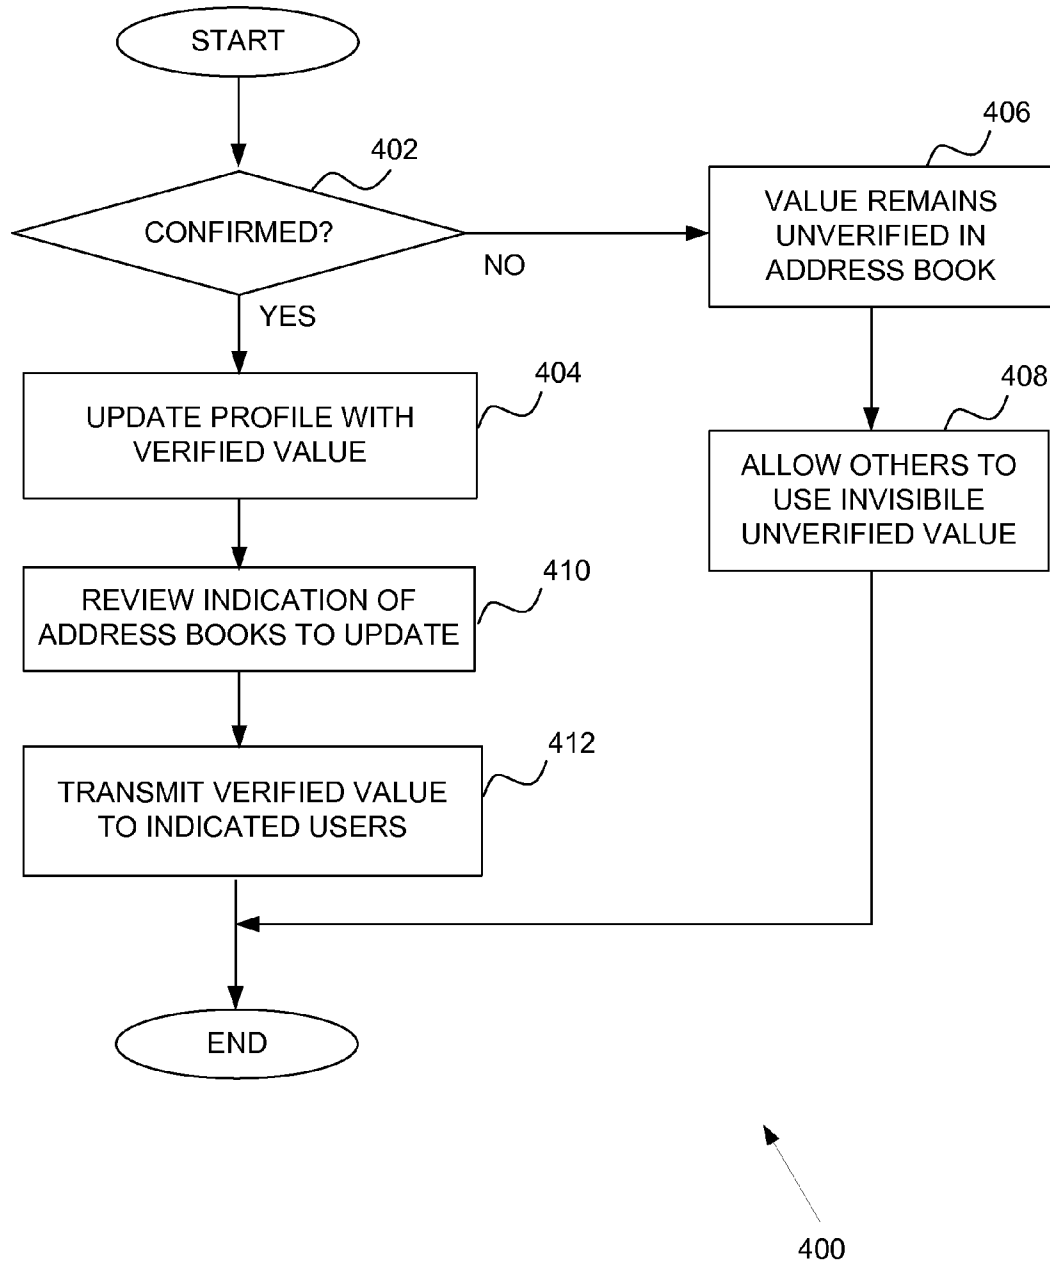 START
402
CONFIRMED?
NO
YES
406
VALUE REMAINS
UNVERIFIED IN
ADDRESS BOOK
404
UPDATE PROFILE WITH
VERIFIED VALUE
408
ALLOW OTHERS TO
USE INVISIBILE
UNVERIFIED VALUE
410
REVIEW INDICATION OF
ADDRESS BOOKS TO UPDATE
412
TRANSMIT VERIFIED VALUE
TO INDICATED USERS
END
400